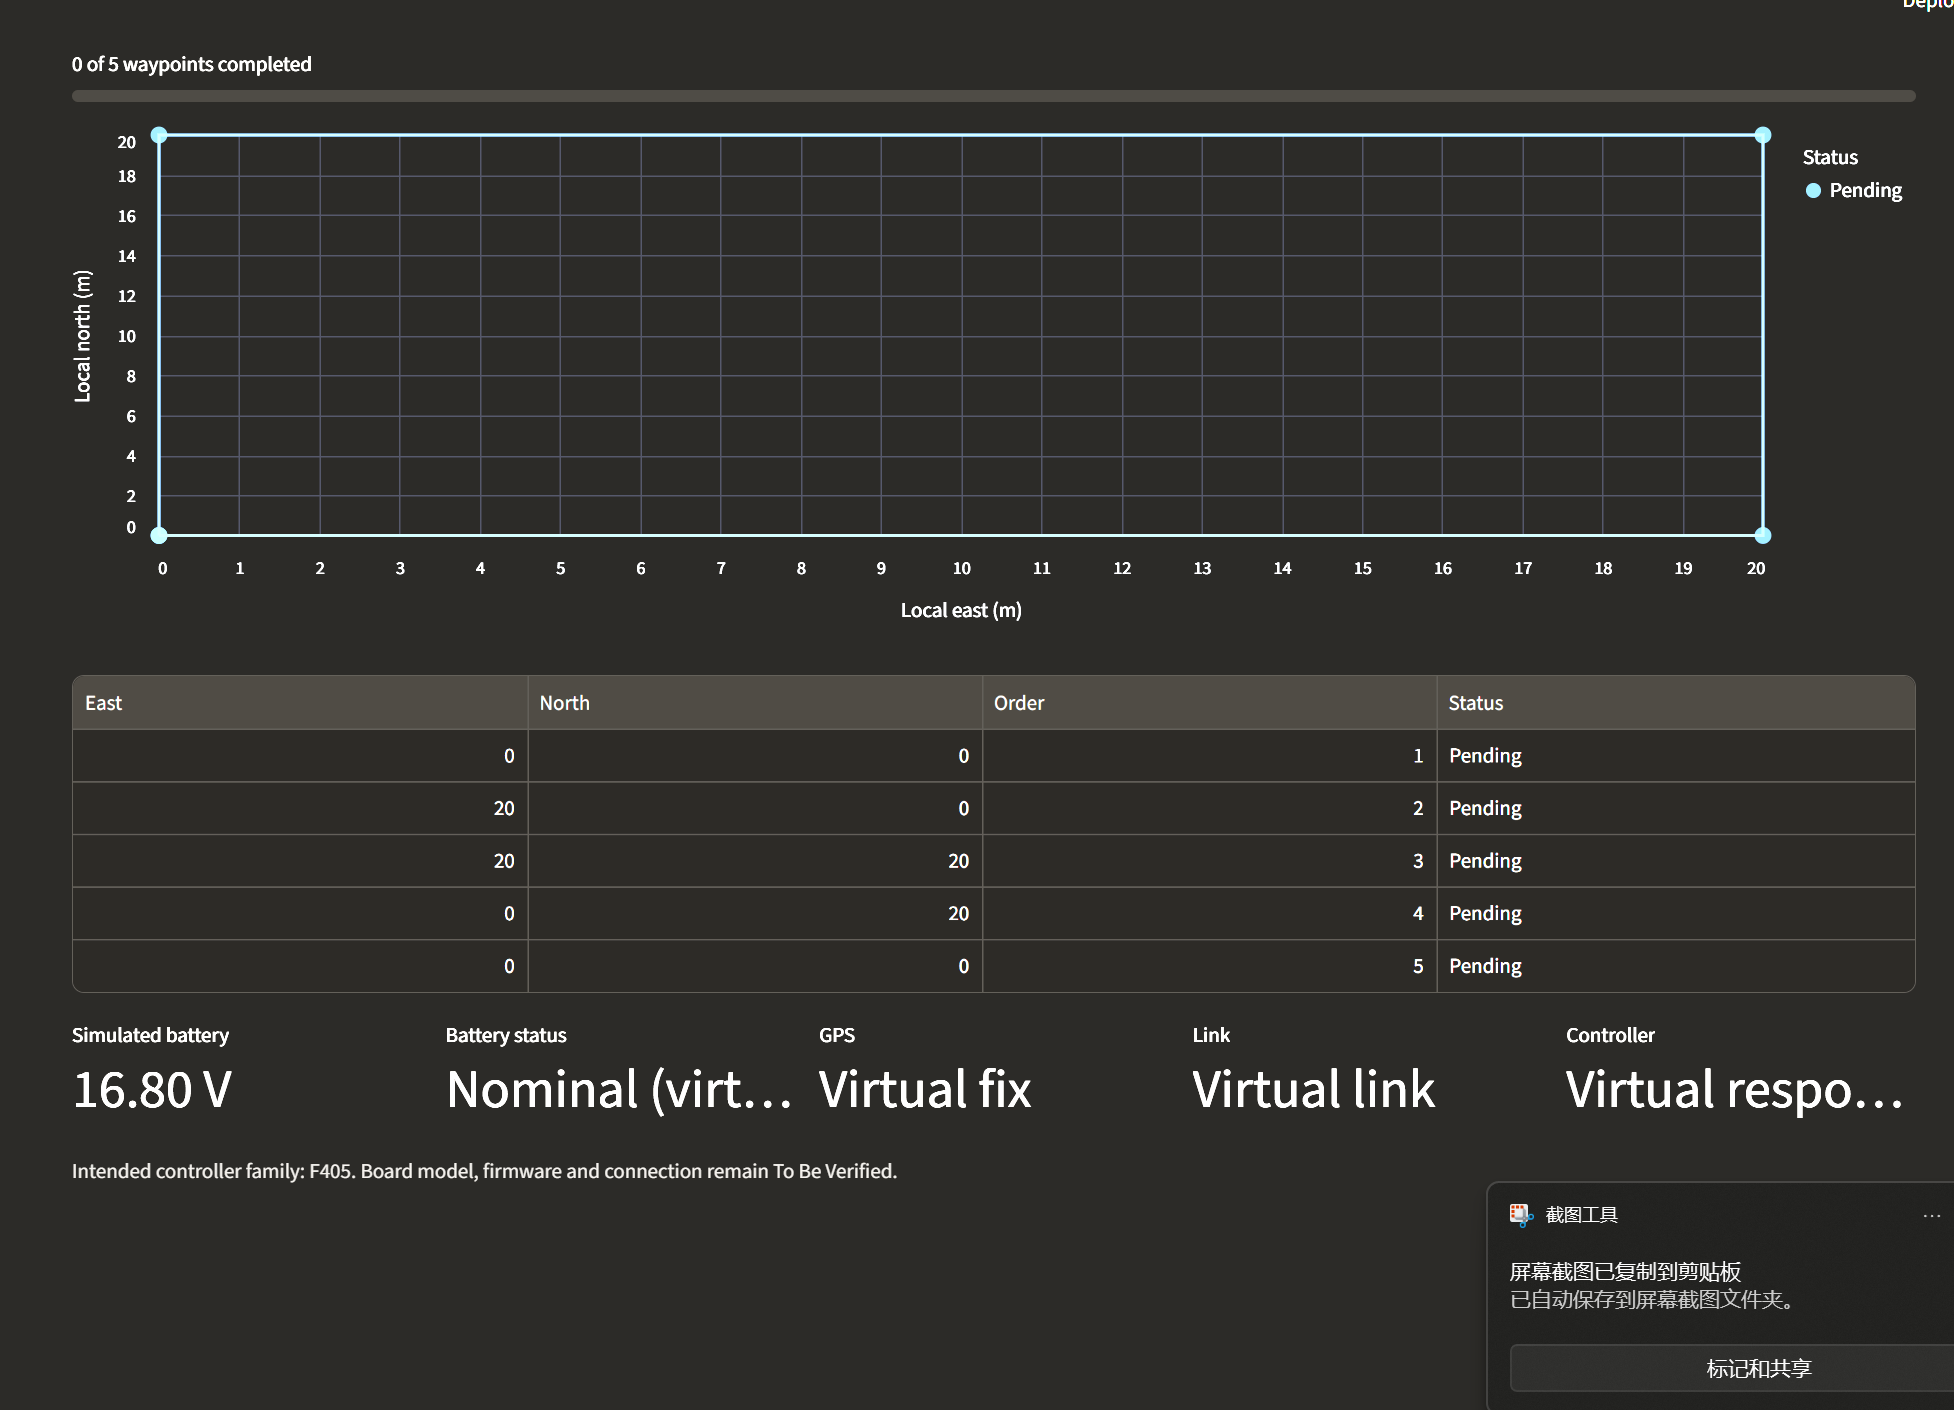 0 of 5 waypoints completed
20
18
16
14
12
10
8
6
4
2
0
Local north (m)
0 1 2 3 4 5 6 7 8 9 10 11 12 13 14 15 16 17 18 19 20
Local east (m)
Status
Pending
East North Order Status
0 0 1 Pending
20 0 2 Pending
20 20 3 Pending
0 20 4 Pending
0 0 5 Pending
Simulated battery Battery status GPS Link Controller
16.80 V Nominal (virt… Virtual fix Virtual link Virtual respo…
Intended controller family: F405. Board model, firmware and connection remain To Be Verified.
截图工具
屏幕截图已复制到剪贴板
已自动保存到屏幕截图文件夹。
标记和共享